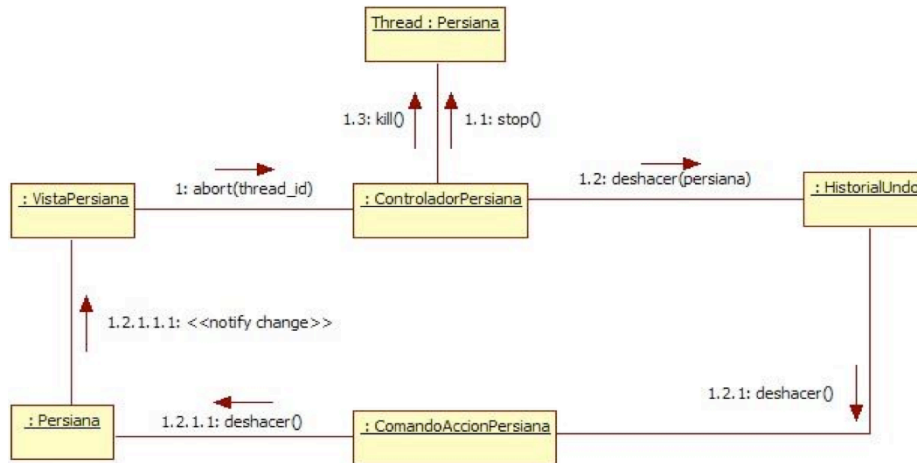 Thread : Persiana
1.3: kill()
1.1: stop()
1: abort(thread_id)
1.2: deshacer(persiana)
: VistaPersiana
: ControladorPersiana
: HistorialUndo
1.2.1.1.1: <<notify change>>
1.2.1: deshacer()
: Persiana
1.2.1.1: deshacer()
: ComandoAccionPersiana